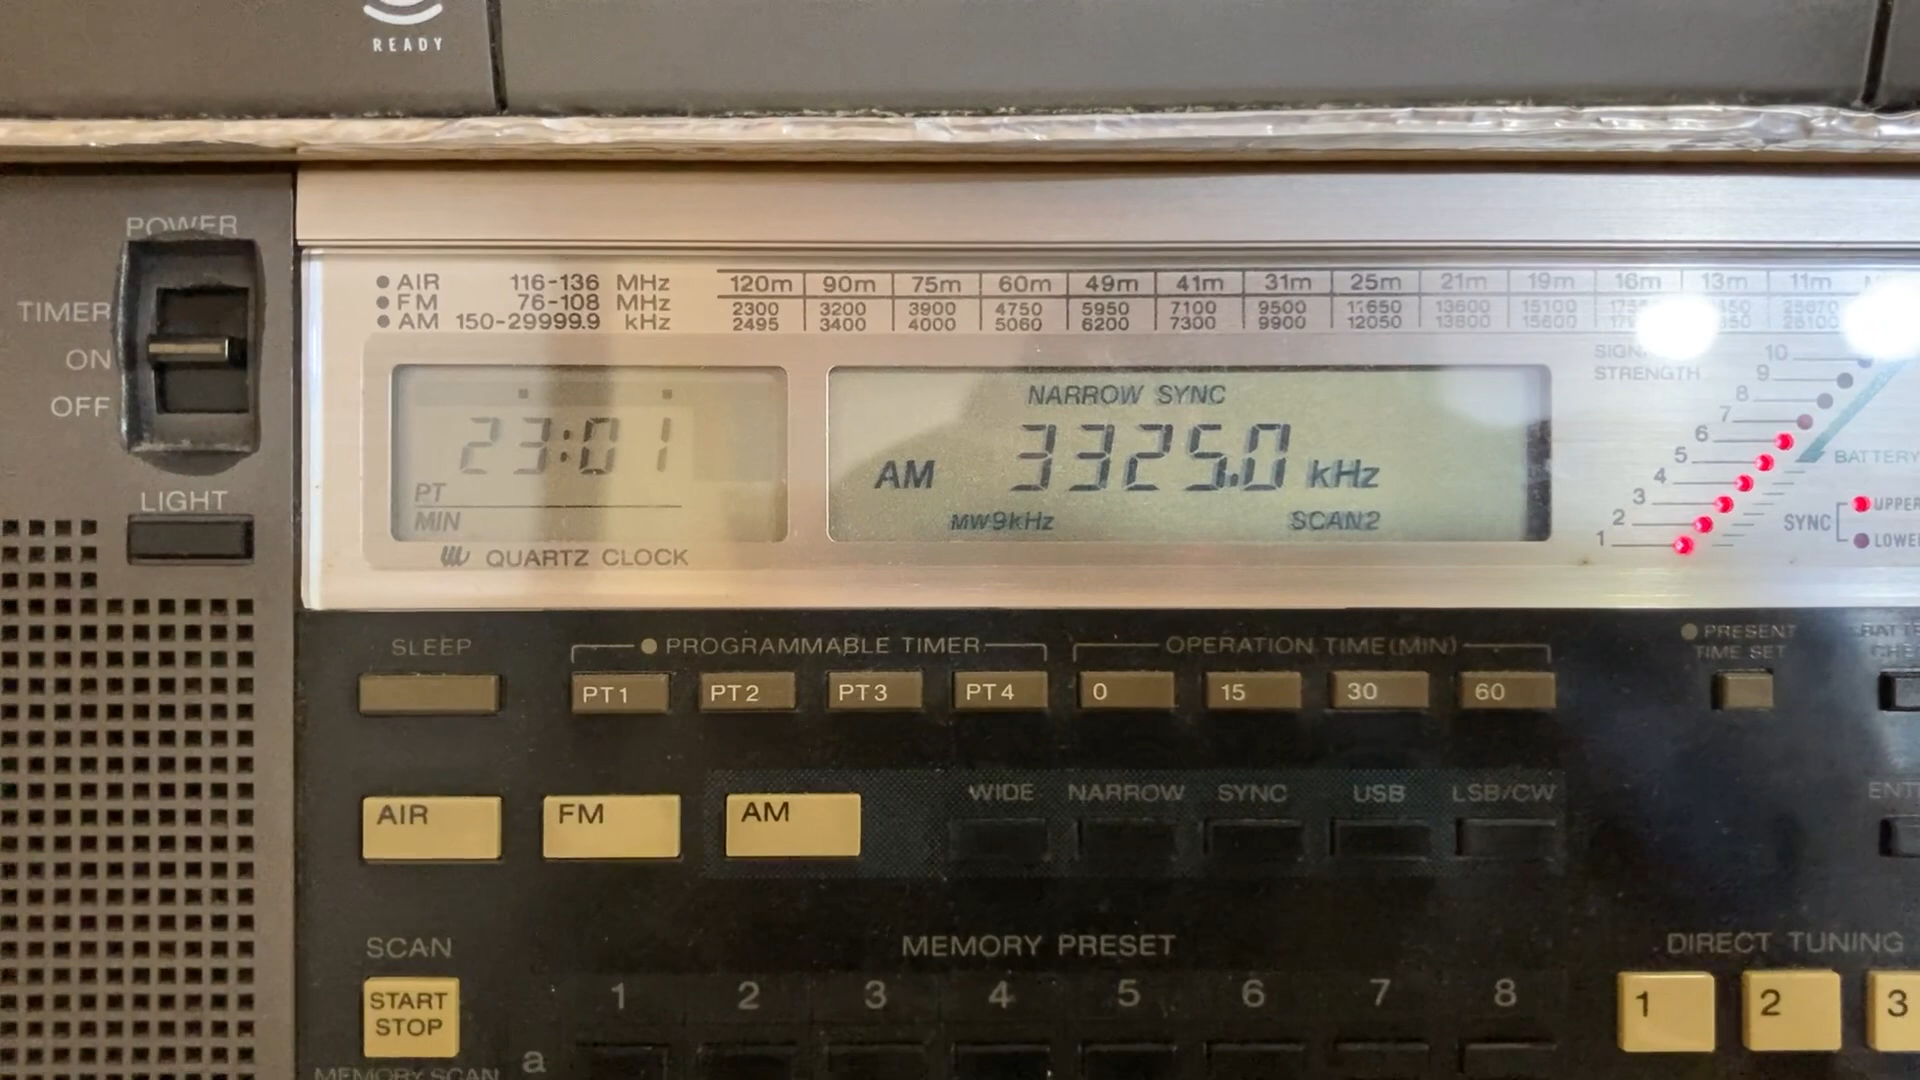 READY
POWER
TIMER
ON
OFF
LIGHT
AIR 116-136 MHz
FM 76-108 MHz
AM 150-29999.9 kHz
120m 90m 75m 60m 49m 41m 31m 25m 21m 19m 16m 13m 11m
2300 3200 3900 4750 5950 7100 9500 11650 13600 15100
2495 3400 4000 5060 6200 7300 9900 12050 13800 15600
23:01
PT
MIN
QUARTZ CLOCK
NARROW SYNC
AM 3325.0 kHz
MW9kHz SCAN2
STRENGTH
10
9
8
7
6
5
4
3
2
1
BATTERY
SYNC
UPPER
SLEEP
PROGRAMMABLE TIMER
OPERATION TIME (MIN)
PRESENT
TIME SET
PT1 PT2 PT3 PT4 0 15 30 60
AIR FM AM
WIDE NARROW SYNC USB LSB/CW
SCAN
MEMORY PRESET
DIRECT TUNING
START
STOP
1 2 3 4 5 6 7 8
1 2 3
MEMORY SCAN
a